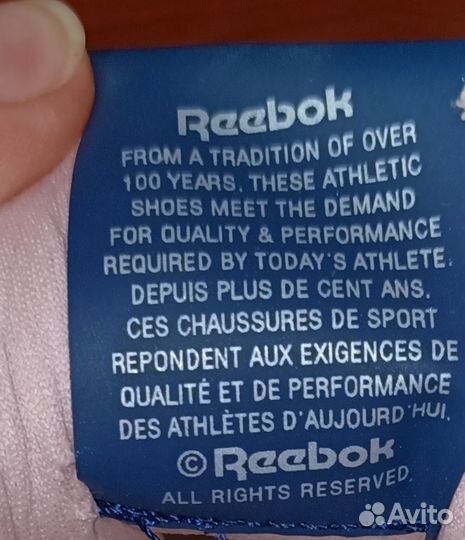 Reebok
FROM A TRADITION OF OVER
100 YEARS. THESE ATHLETIC
SHOES MEET THE DEMAND
FOR QUALITY & PERFORMANCE
REQUIRED BY TODAY'S ATHLETE.
DEPUIS PLUS DE CENT ANS.
CES CHAUSSURES DE SPORT
REPONDENT AUX EXIGENCES DE
QUALITÉ ET DE PERFORMANCE
DES ATHLÈTES D'AUJOURD'HUI.
©Reebok
ALL RIGHTS RESERVED.
Avito